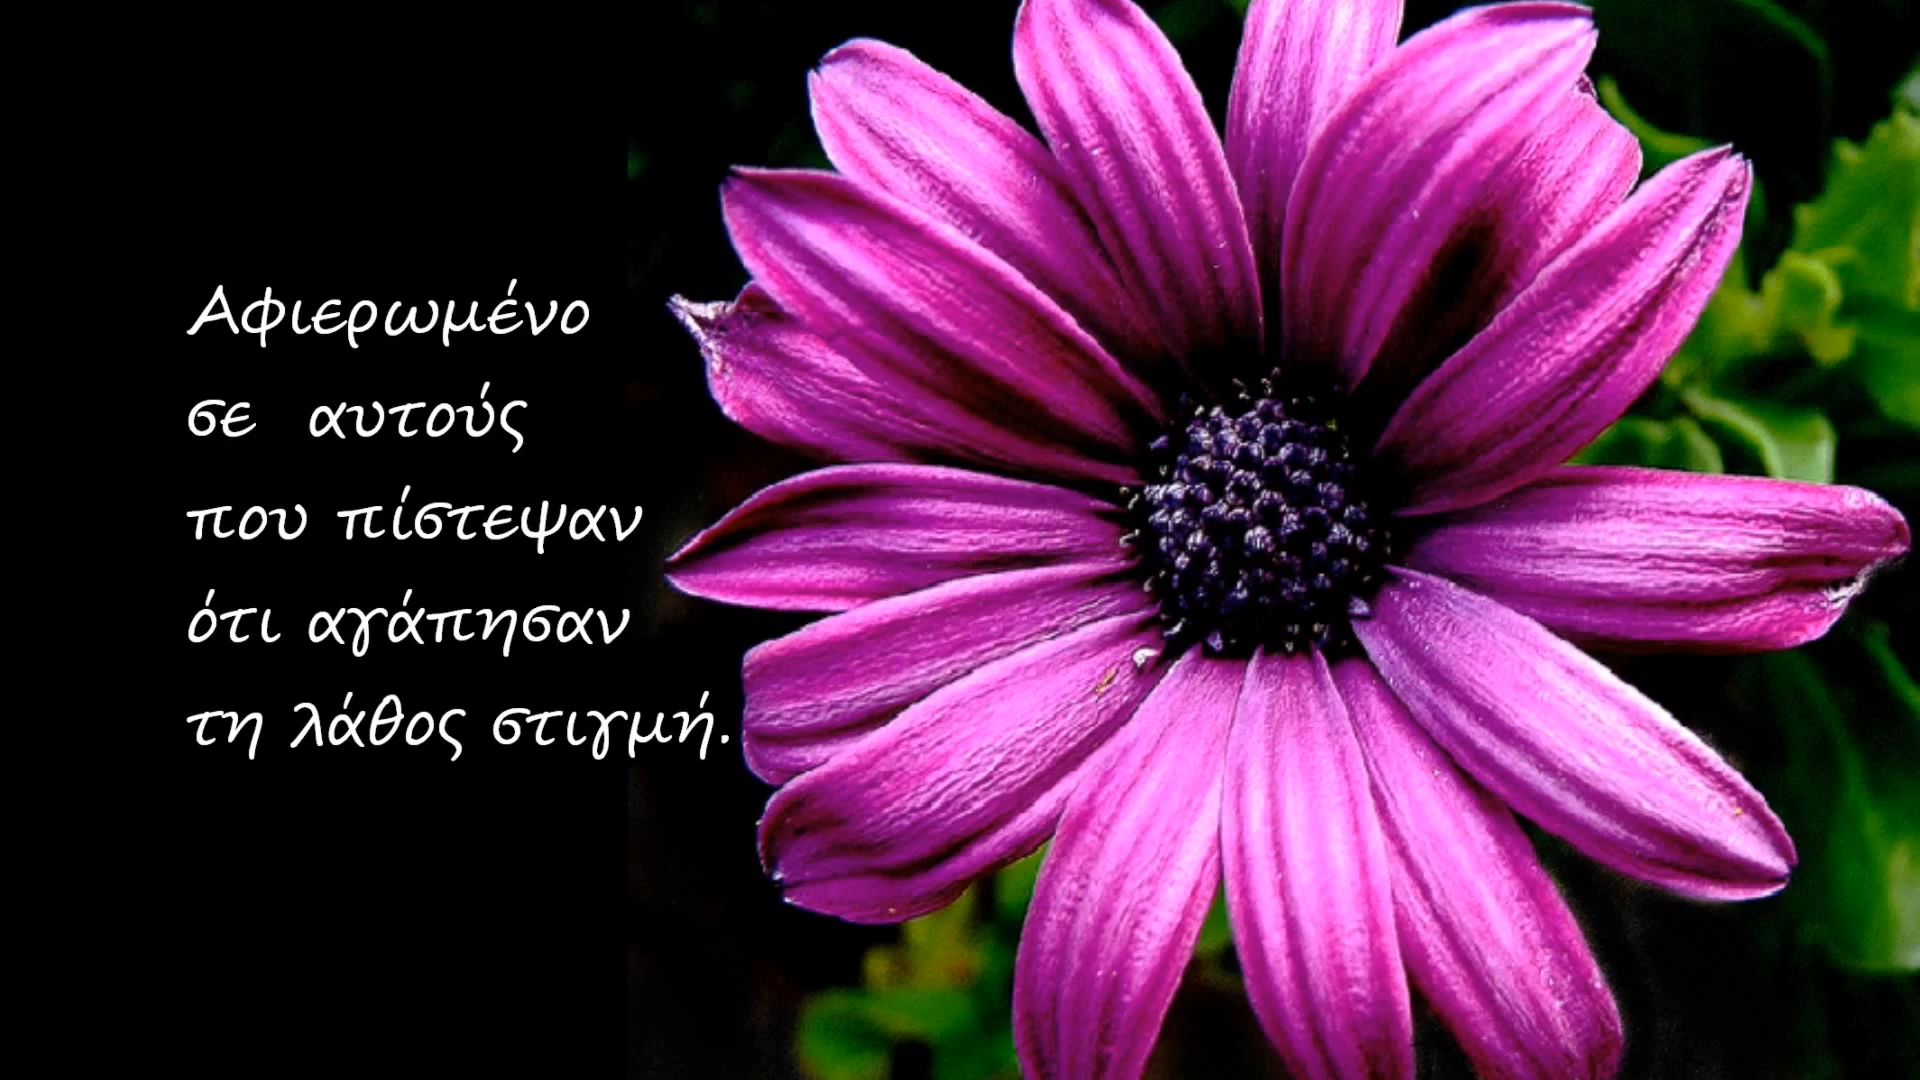 Αφιερωμένο
σε αυτούς
που πίστεψαν
ότι αγάπησαν
τη λάθος στιγμή.